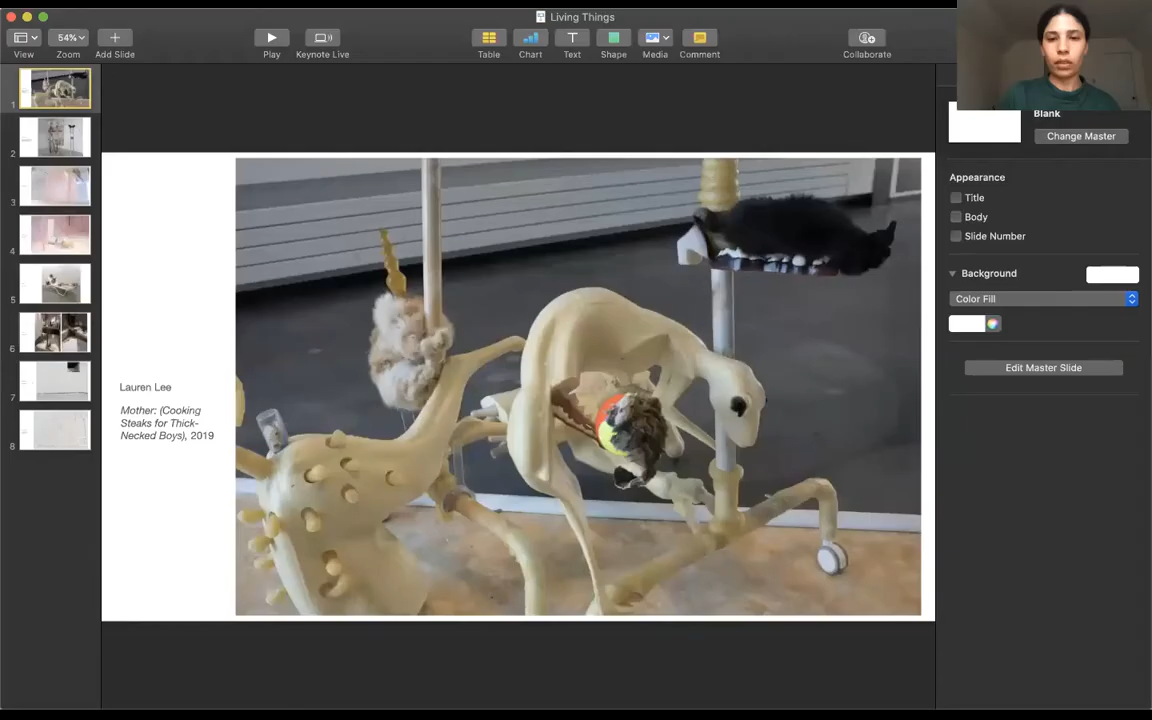 Living Things
54%
View
Zoom
Add Slide
Play
Keynote Live
Table
Chart
Text
Shape
Media
Comment
Collaborate
1
2
3
4
5
6
7
8
Lauren Lee
Mother: (Cooking
Steaks for Thick-
Necked Boys), 2019
Blank
Change Master
Appearance
Title
Body
Slide Number
Background
Color Fill
Edit Master Slide